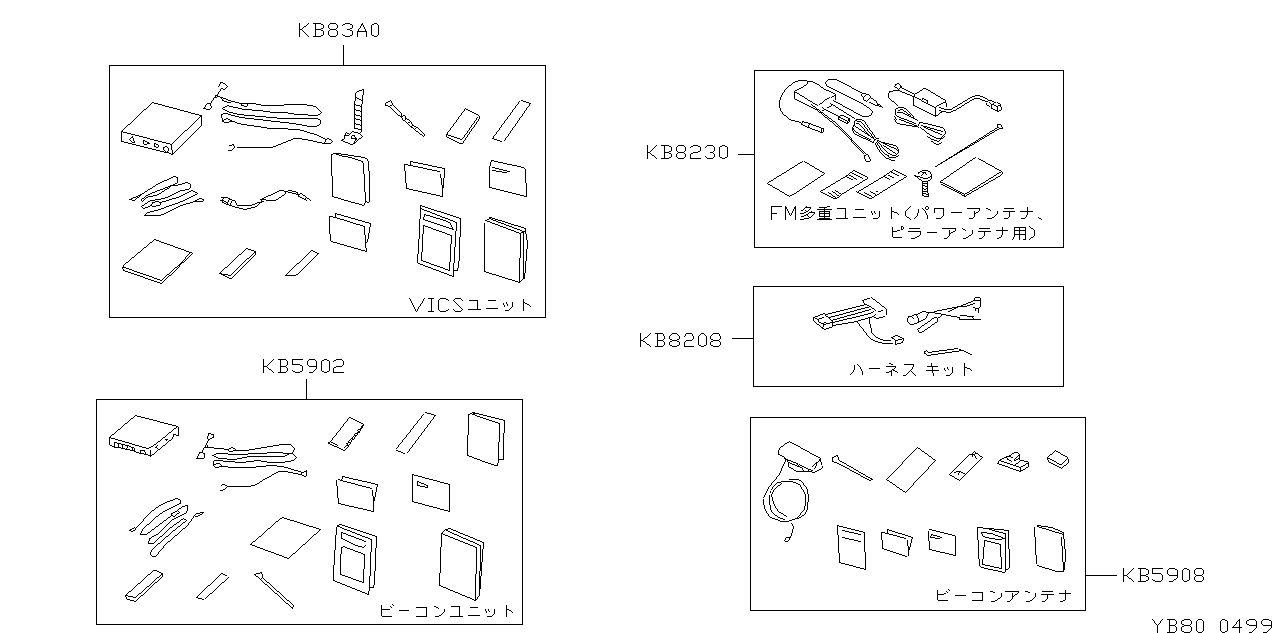 KB83A0
VICSユニット
KB5902
ビーコンユニット
KB8230
FM多重ユニット(パワーアンテナ、
ピラーアンテナ用)
KB8208
ハーネス キット
KB5908
ビーコンアンテナ
YB80 0499